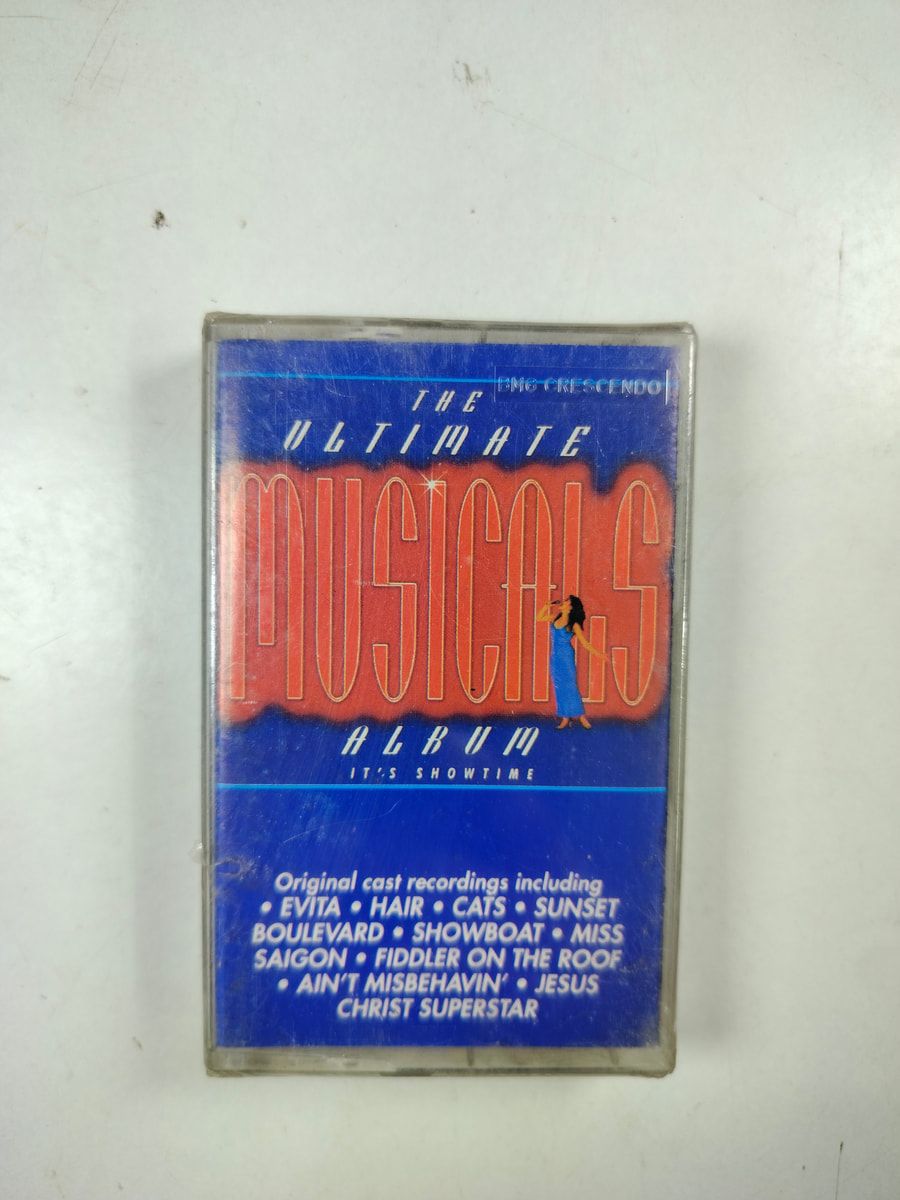 BMG CRESCENDO
THE
ULTIMATE
MUSICALS
ALBUM
IT'S SHOWTIME
Original cast recordings including
• EVITA • HAIR • CATS • SUNSET
BOULEVARD • SHOWBOAT • MISS
SAIGON • FIDDLER ON THE ROOF
• AIN'T MISBEHAVIN' • JESUS
CHRIST SUPERSTAR